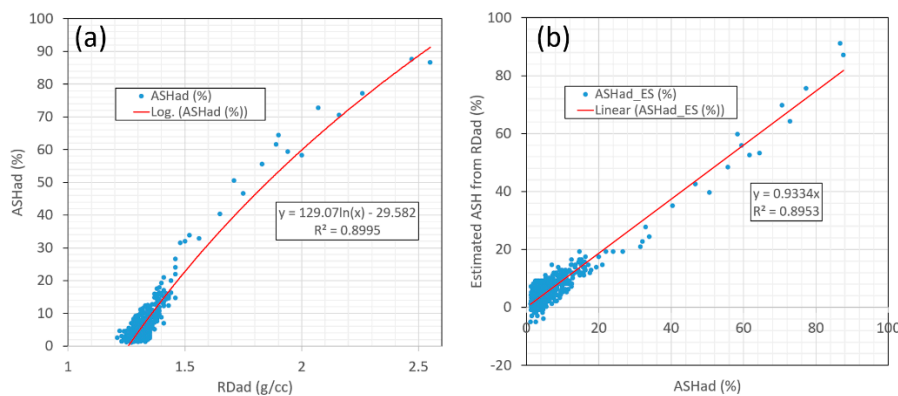 (a)
100
90
80
70
60
50
40
30
20
10
0
ASHad (%)
ASHad (%)
Log. (ASHad (%))
y = 129.07ln(x) - 29.582
R² = 0.8995
1
1.5
2
2.5
RDad (g/cc)
(b)
100
80
60
40
20
0
-20
Estimated ASH from RDad (%)
ASHad_ES (%)
Linear (ASHad_ES (%))
y = 0.9334x
R² = 0.8953
0
20
40
60
80
100
ASHad (%)